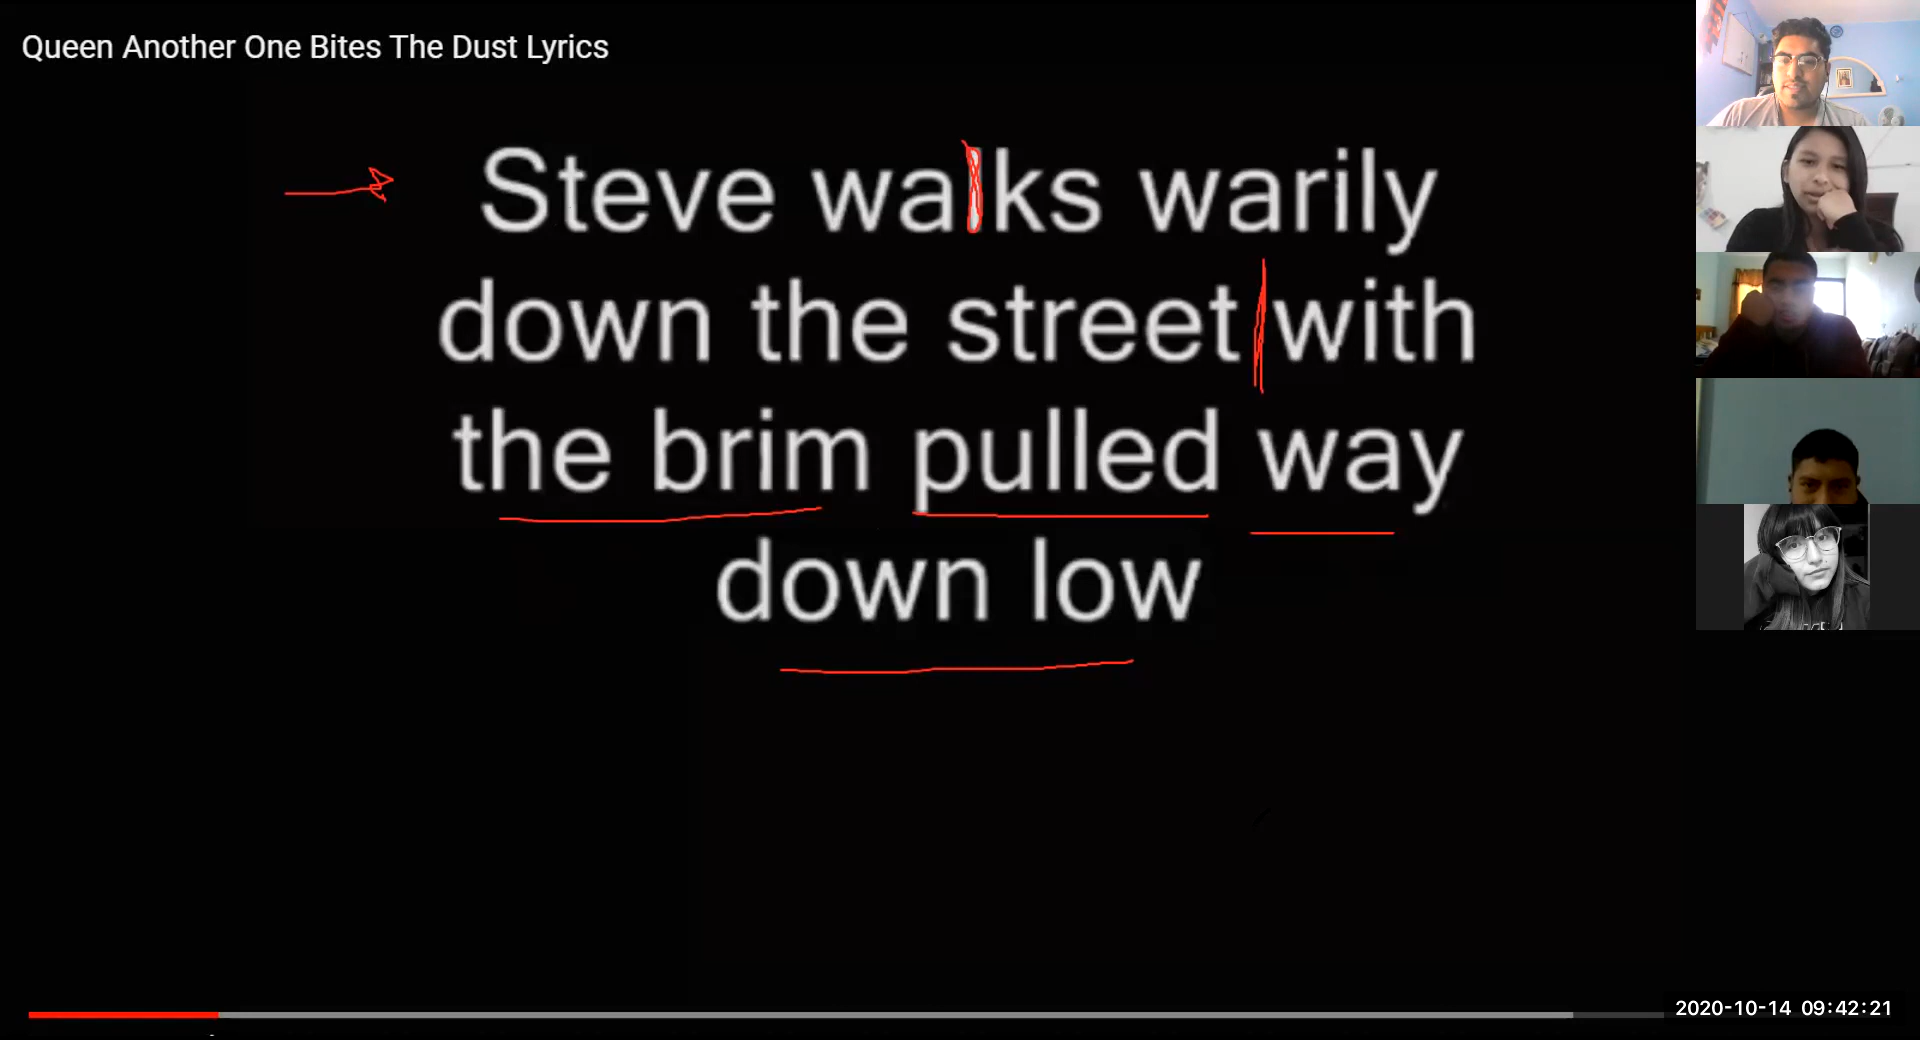 Queen Another One Bites The Dust Lyrics
Steve walks warily
down the street with
the brim pulled way
down low
2020-10-14 09:42:21